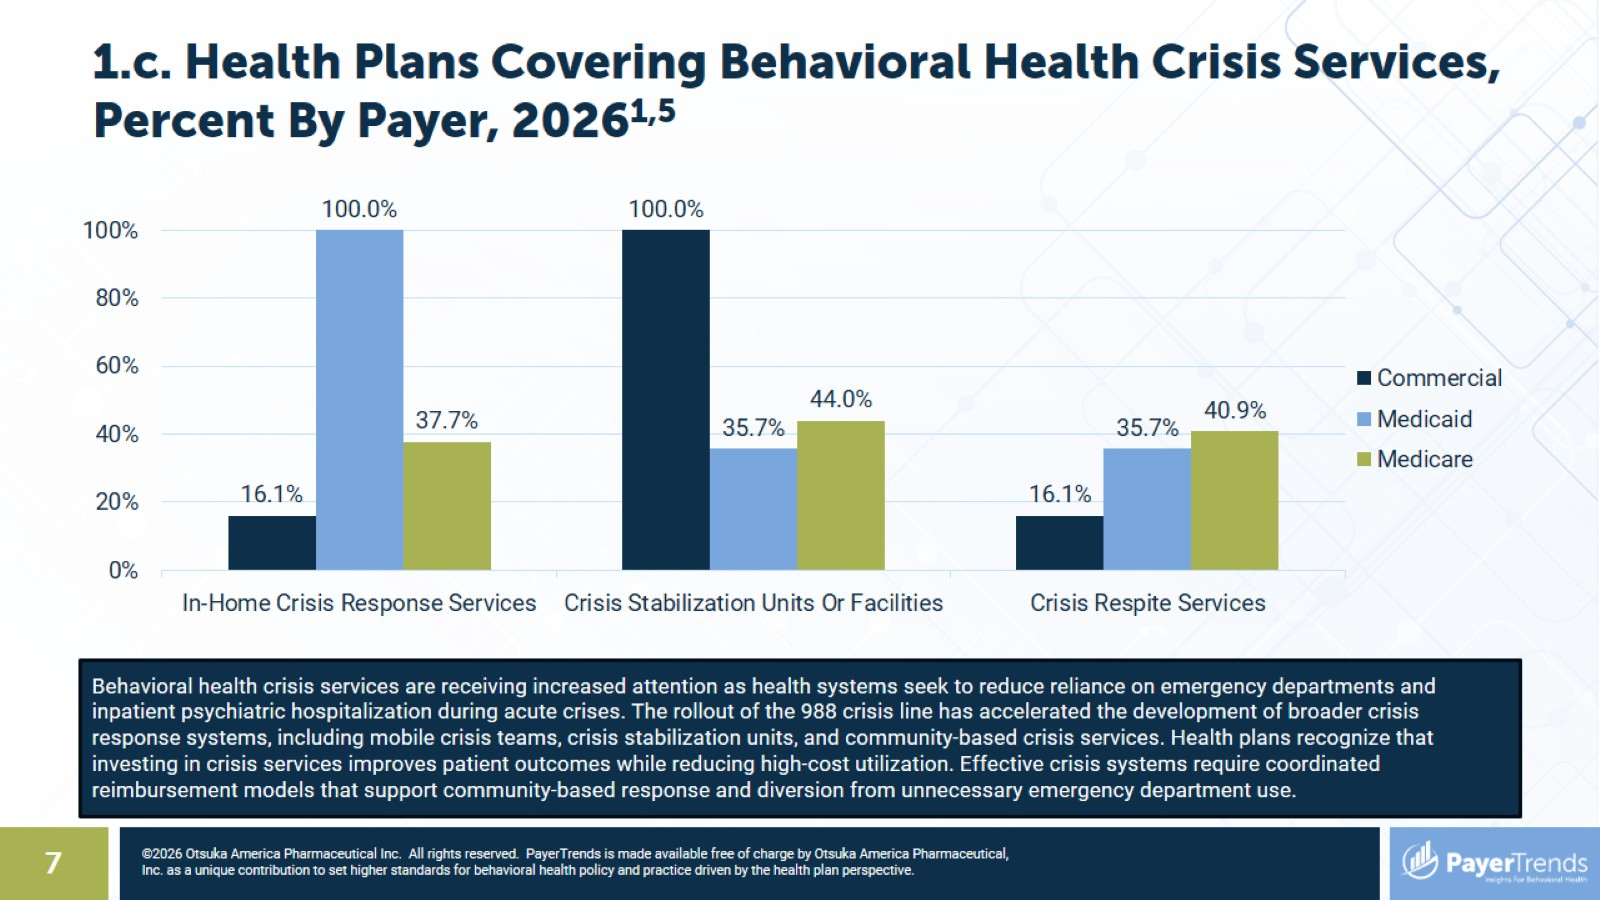 1.c. Health Plans Covering Behavioral Health Crisis Services,
Percent By Payer, 2026¹,⁵
100.0%
100.0%
100%
80%
60%
40%
20%
0%
16.1%
37.7%
35.7%
44.0%
16.1%
35.7%
40.9%
Commercial
Medicaid
Medicare
In-Home Crisis Response Services
Crisis Stabilization Units Or Facilities
Crisis Respite Services
Behavioral health crisis services are receiving increased attention as health systems seek to reduce reliance on emergency departments and
inpatient psychiatric hospitalization during acute crises. The rollout of the 988 crisis line has accelerated the development of broader crisis
response systems, including mobile crisis teams, crisis stabilization units, and community-based crisis services. Health plans recognize that
investing in crisis services improves patient outcomes while reducing high-cost utilization. Effective crisis systems require coordinated
reimbursement models that support community-based response and diversion from unnecessary emergency department use.
7
©2026 Otsuka America Pharmaceutical Inc. All rights reserved. PayerTrends is made available free of charge by Otsuka America Pharmaceutical,
Inc. as a unique contribution to set higher standards for behavioral health policy and practice driven by the health plan perspective.
PayerTrends
Insights For Behavioral Health